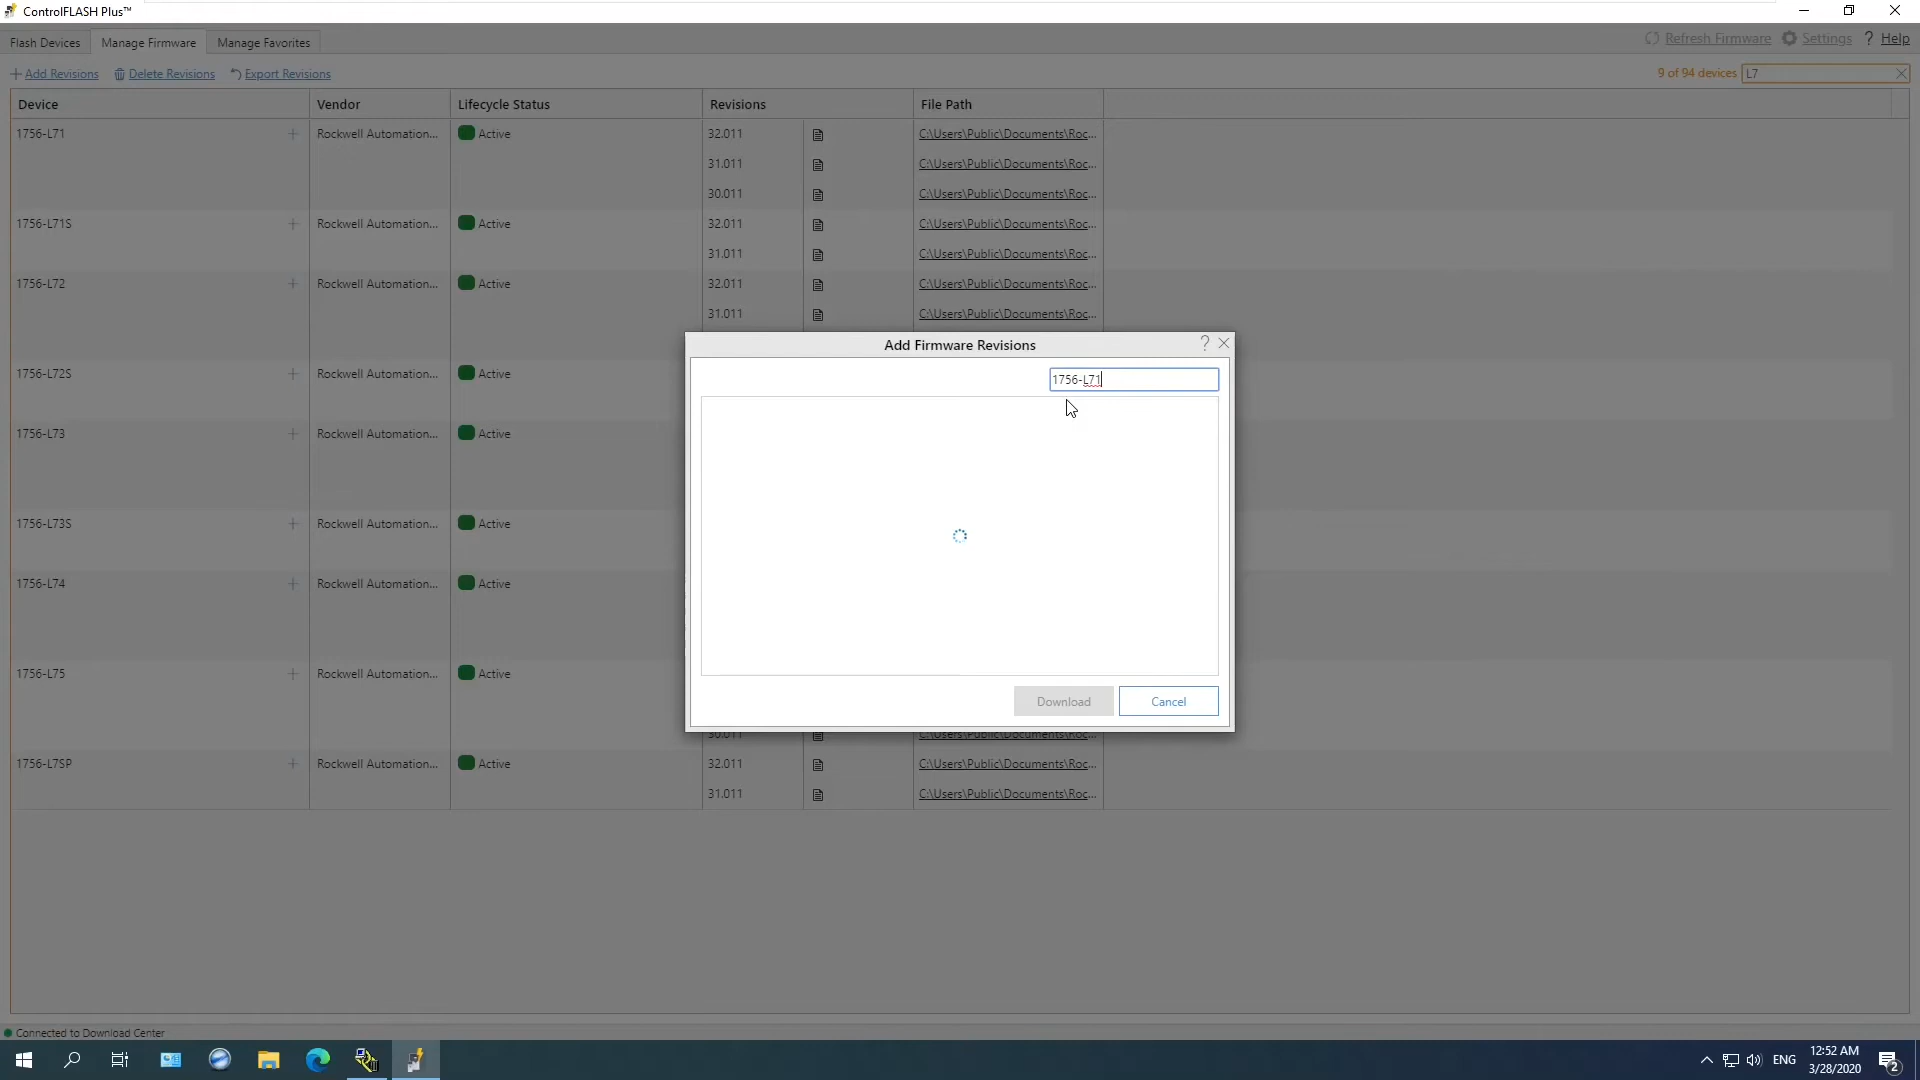 ControlFLASH Plus™
Flash Devices Manage Firmware Manage Favorites Refresh Firmware Settings ? Help
Add Revisions Delete Revisions Export Revisions 9 of 94 devices L7
Device Vendor Lifecycle Status Revisions File Path
1756-L71 Rockwell Automation... Active 32.011 C:\Users\Public\Documents\Roc...
31.011 C:\Users\Public\Documents\Roc...
30.011 C:\Users\Public\Documents\Roc...
1756-L71S Rockwell Automation... Active 32.011 C:\Users\Public\Documents\Roc...
31.011 C:\Users\Public\Documents\Roc...
1756-L72 Rockwell Automation... Active 32.011 C:\Users\Public\Documents\Roc...
31.011 C:\Users\Public\Documents\Roc...
Add Firmware Revisions ?
1756-L71
1756-L72S Rockwell Automation... Active
1756-L73 Rockwell Automation... Active
1756-L73S Rockwell Automation... Active
1756-L74 Rockwell Automation... Active
1756-L75 Rockwell Automation... Active
Download Cancel
30.011 C:\Users\Public\Documents\Roc...
1756-L7SP Rockwell Automation... Active 32.011 C:\Users\Public\Documents\Roc...
31.011 C:\Users\Public\Documents\Roc...
Connected to Download Center
ENG 12:52 AM
3/28/2020 2